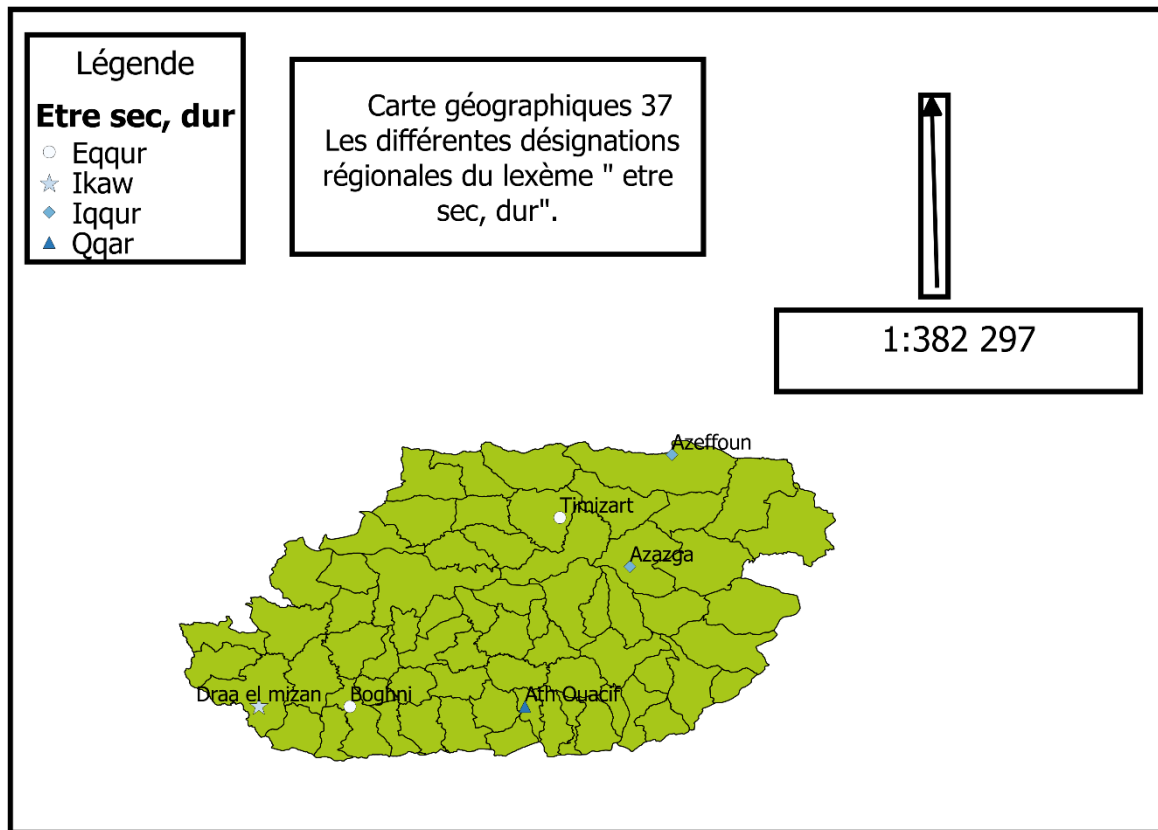 Légende
Etre sec, dur
Eqqur
Ikaw
Iqqur
Qqar
Carte géographiques 37
Les différentes désignations
régionales du lexème " etre
sec, dur".
1:382 297
Azeffoun
Timizart
Azazga
Draa el mizan
Boghni
Ath Ouacif